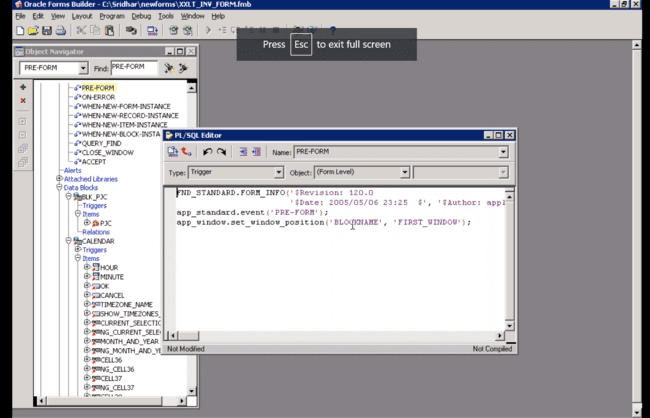 Oracle Forms Builder - C:\Sridhar\newforms\XXLT_INV_FORM.fmb
File Edit View Layout Program Debug Tools Window Help
Press Esc to exit full screen
Object Navigator
PRE-FORM Find: PRE-FORM
PRE-FORM
ON-ERROR
WHEN-NEW-FORM-INSTANCE
WHEN-NEW-RECORD-INSTANCE
WHEN-NEW-ITEM-INSTANCE
WHEN-NEW-BLOCK-INSTA
QUERY_FIND
CLOSE_WINDOW
ACCEPT
Alerts
Attached Libraries
Data Blocks
BLK_PJC
Triggers
Items
PJC
Relations
CALENDAR
Triggers
Items
HOUR
MINUTE
OK
CANCEL
TIMEZONE_NAME
SHOW_TIMEZONES_
CURRENT_SELECTIO
NG_CURRENT_SELE
MONTH_AND_YEAR
NG_MONTH_AND_YE
CELL36
NG_CELL36
CELL37
NG_CELL37
PL/SQL Editor
Name: PRE-FORM
Type: Trigger Object: (Form Level)
FND_STANDARD.FORM_INFO('$Revision: 120.0
'$Date: 2005/05/06 23:25 $', '$Author: appl
app_standard.event('PRE-FORM');
app_window.set_window_position('BLOCKNAME', 'FIRST_WINDOW');
Not Modified Not Compiled